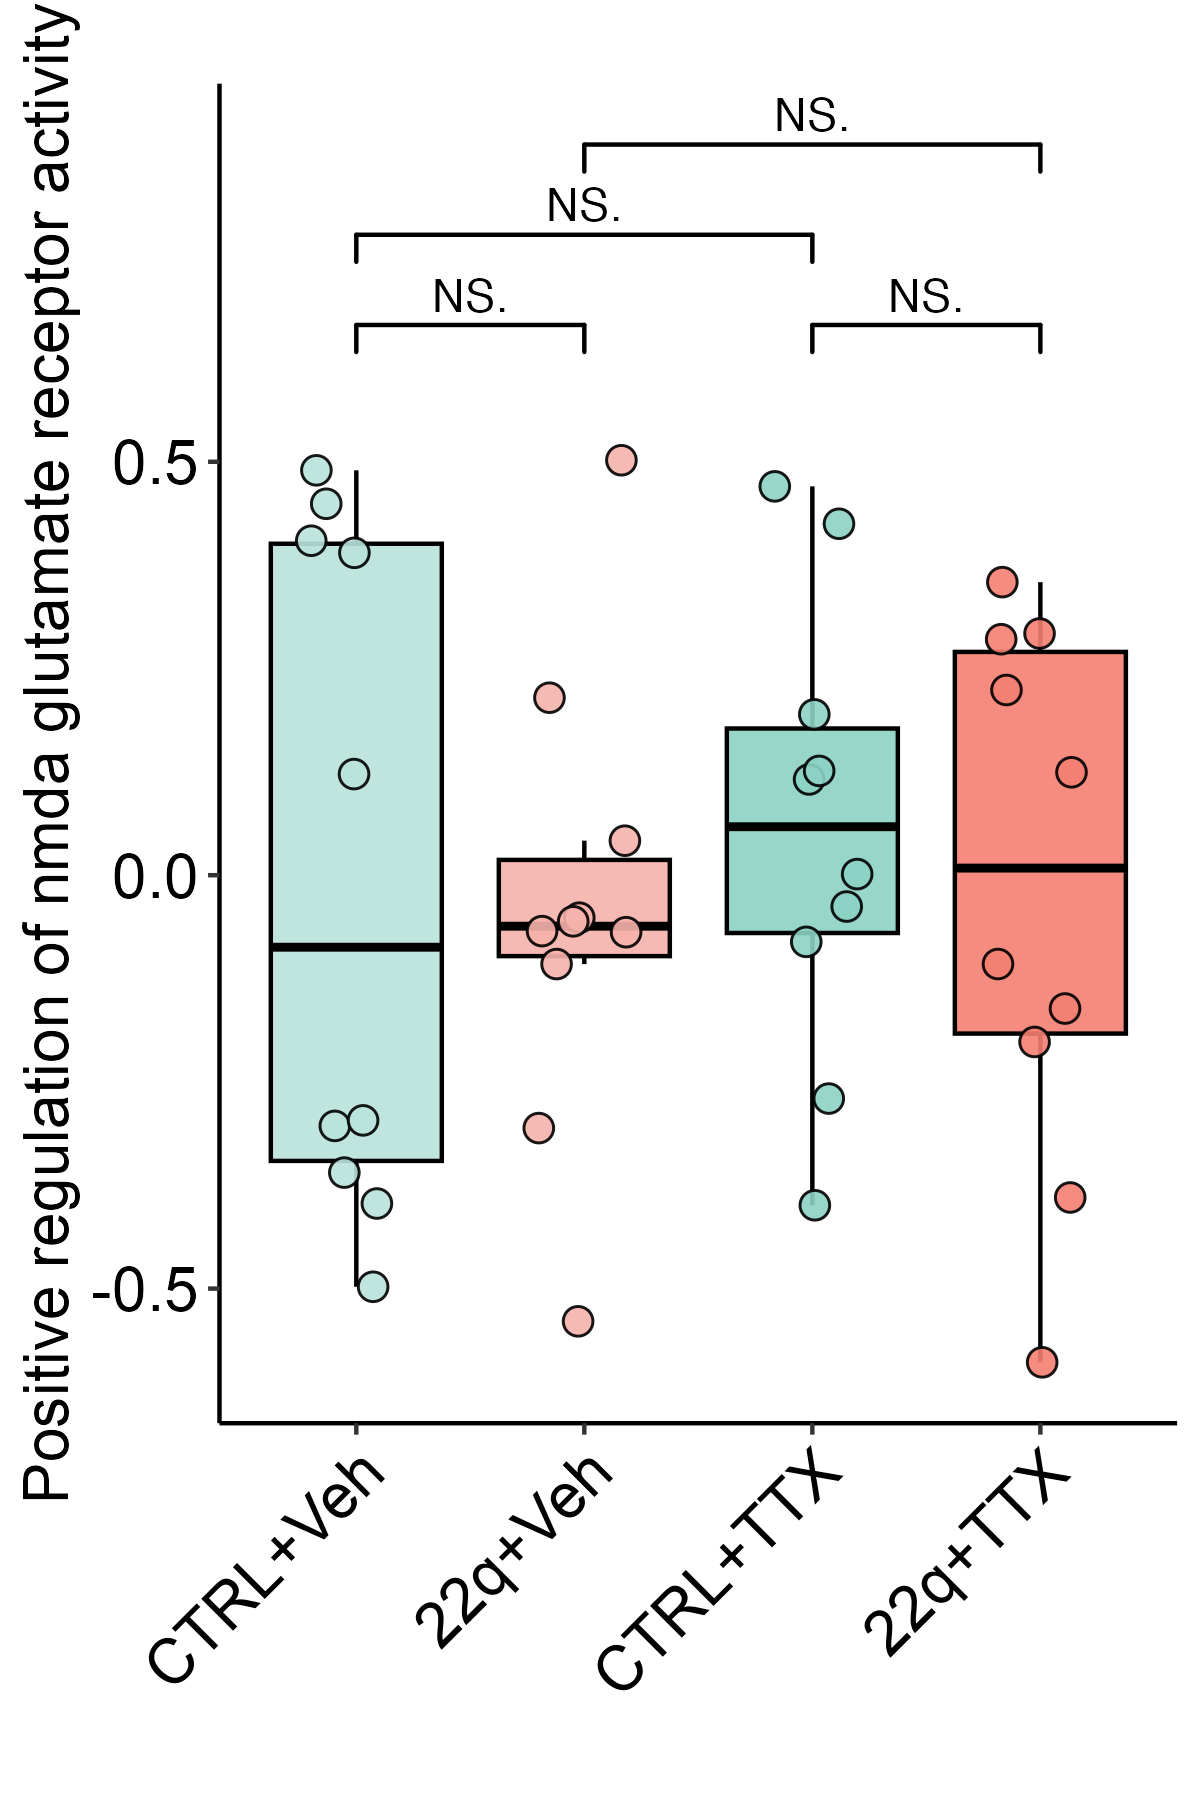 Positive regulation of nmda glutamate receptor activity
NS.
NS.
NS.
NS.
0.5
0.0
-0.5
CTRL+Veh
22q+Veh
CTRL+TTX
22q+TTX